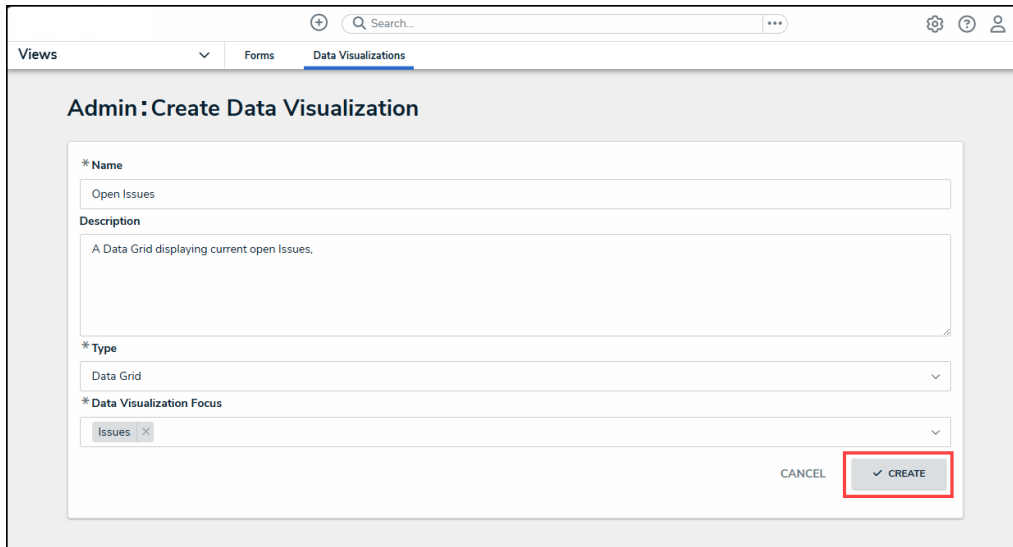 Search...
Views Forms Data Visualizations
Admin:Create Data Visualization
* Name
Open Issues
Description
A Data Grid displaying current open Issues,
* Type
Data Grid
* Data Visualization Focus
Issues
CANCEL CREATE